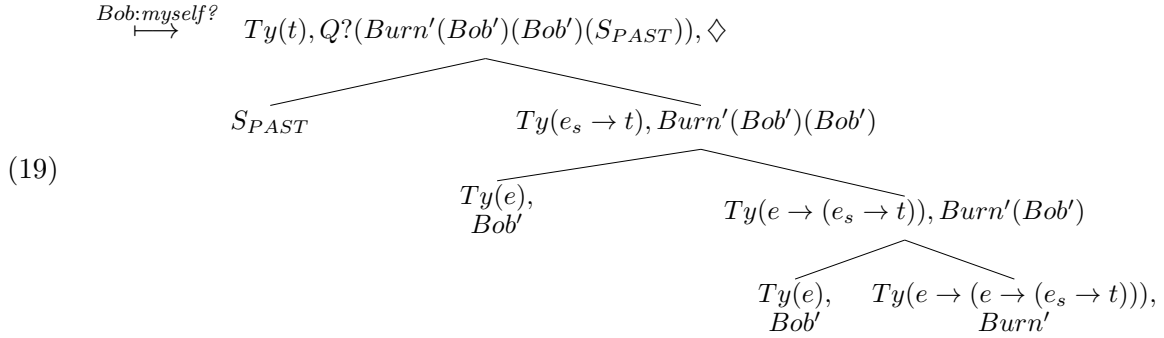 Bob:myself?
⟼ Ty(t), Q?(Burn′(Bob′)(Bob′)(S_PAST)), ♢
S_PAST Ty(e_s → t), Burn′(Bob′)(Bob′)
(19)
Ty(e), Ty(e → (e_s → t)), Burn′(Bob′)
Bob′
Ty(e), Ty(e → (e → (e_s → t))),
Bob′ Burn′